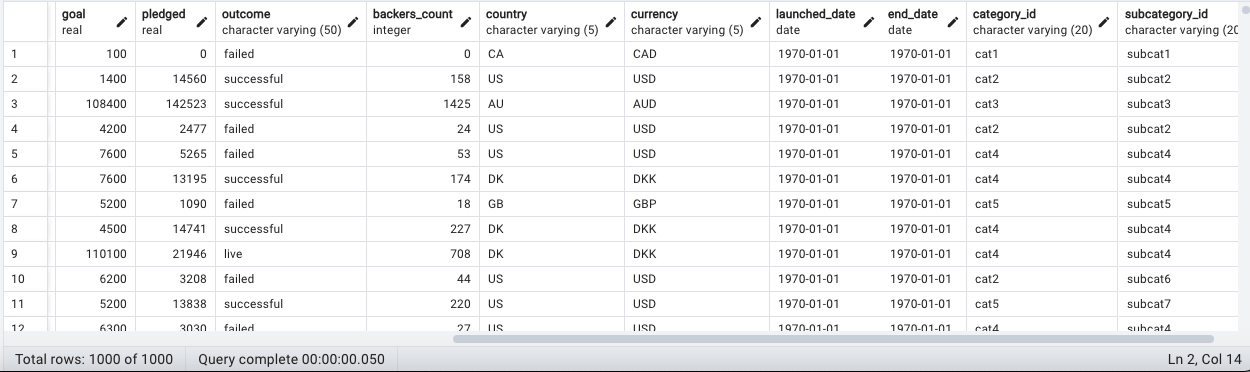 goal pledged outcome backers_count country currency launched_date end_date category_id subcategory_id
real real character varying (50) integer character varying (5) character varying (5) date date character varying (20) character varying (20
1 100 0 failed 0 CA CAD 1970-01-01 1970-01-01 cat1 subcat1
2 1400 14560 successful 158 US USD 1970-01-01 1970-01-01 cat2 subcat2
3 108400 142523 successful 1425 AU AUD 1970-01-01 1970-01-01 cat3 subcat3
4 4200 2477 failed 24 US USD 1970-01-01 1970-01-01 cat2 subcat2
5 7600 5265 failed 53 US USD 1970-01-01 1970-01-01 cat4 subcat4
6 7600 13195 successful 174 DK DKK 1970-01-01 1970-01-01 cat4 subcat4
7 5200 1090 failed 18 GB GBP 1970-01-01 1970-01-01 cat5 subcat5
8 4500 14741 successful 227 DK DKK 1970-01-01 1970-01-01 cat4 subcat4
9 110100 21946 live 708 DK DKK 1970-01-01 1970-01-01 cat4 subcat4
10 6200 3208 failed 44 US USD 1970-01-01 1970-01-01 cat2 subcat6
11 5200 13838 successful 220 US USD 1970-01-01 1970-01-01 cat5 subcat7
12 6300 3030 failed 27 US USD 1970-01-01 1970-01-01 cat4 subcat4
Total rows: 1000 of 1000 Query complete 00:00:00.050 Ln 2, Col 14